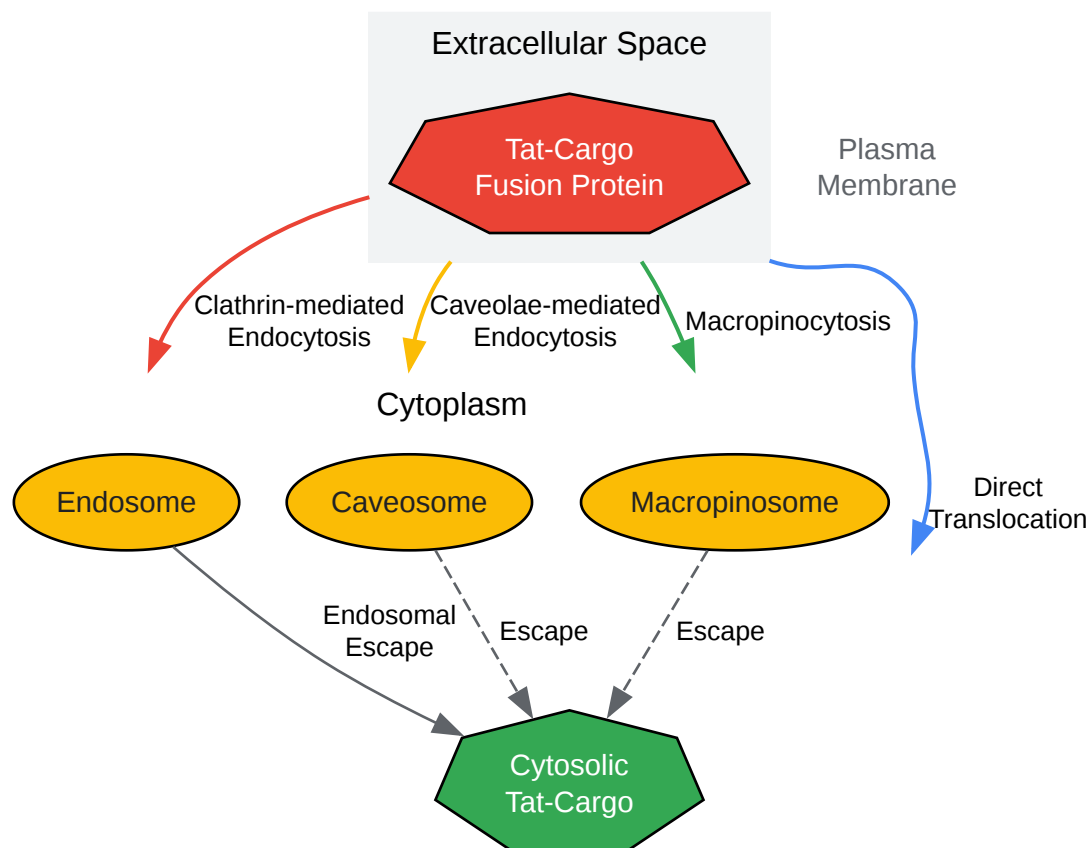 Extracellular Space
Tat-Cargo
Fusion Protein
Plasma
Membrane
Clathrin-mediated
Endocytosis
Caveolae-mediated
Endocytosis
Macropinocytosis
Cytoplasm
Endosome
Caveosome
Macropinosome
Direct
Translocation
Endosomal
Escape
Escape
Escape
Cytosolic
Tat-Cargo